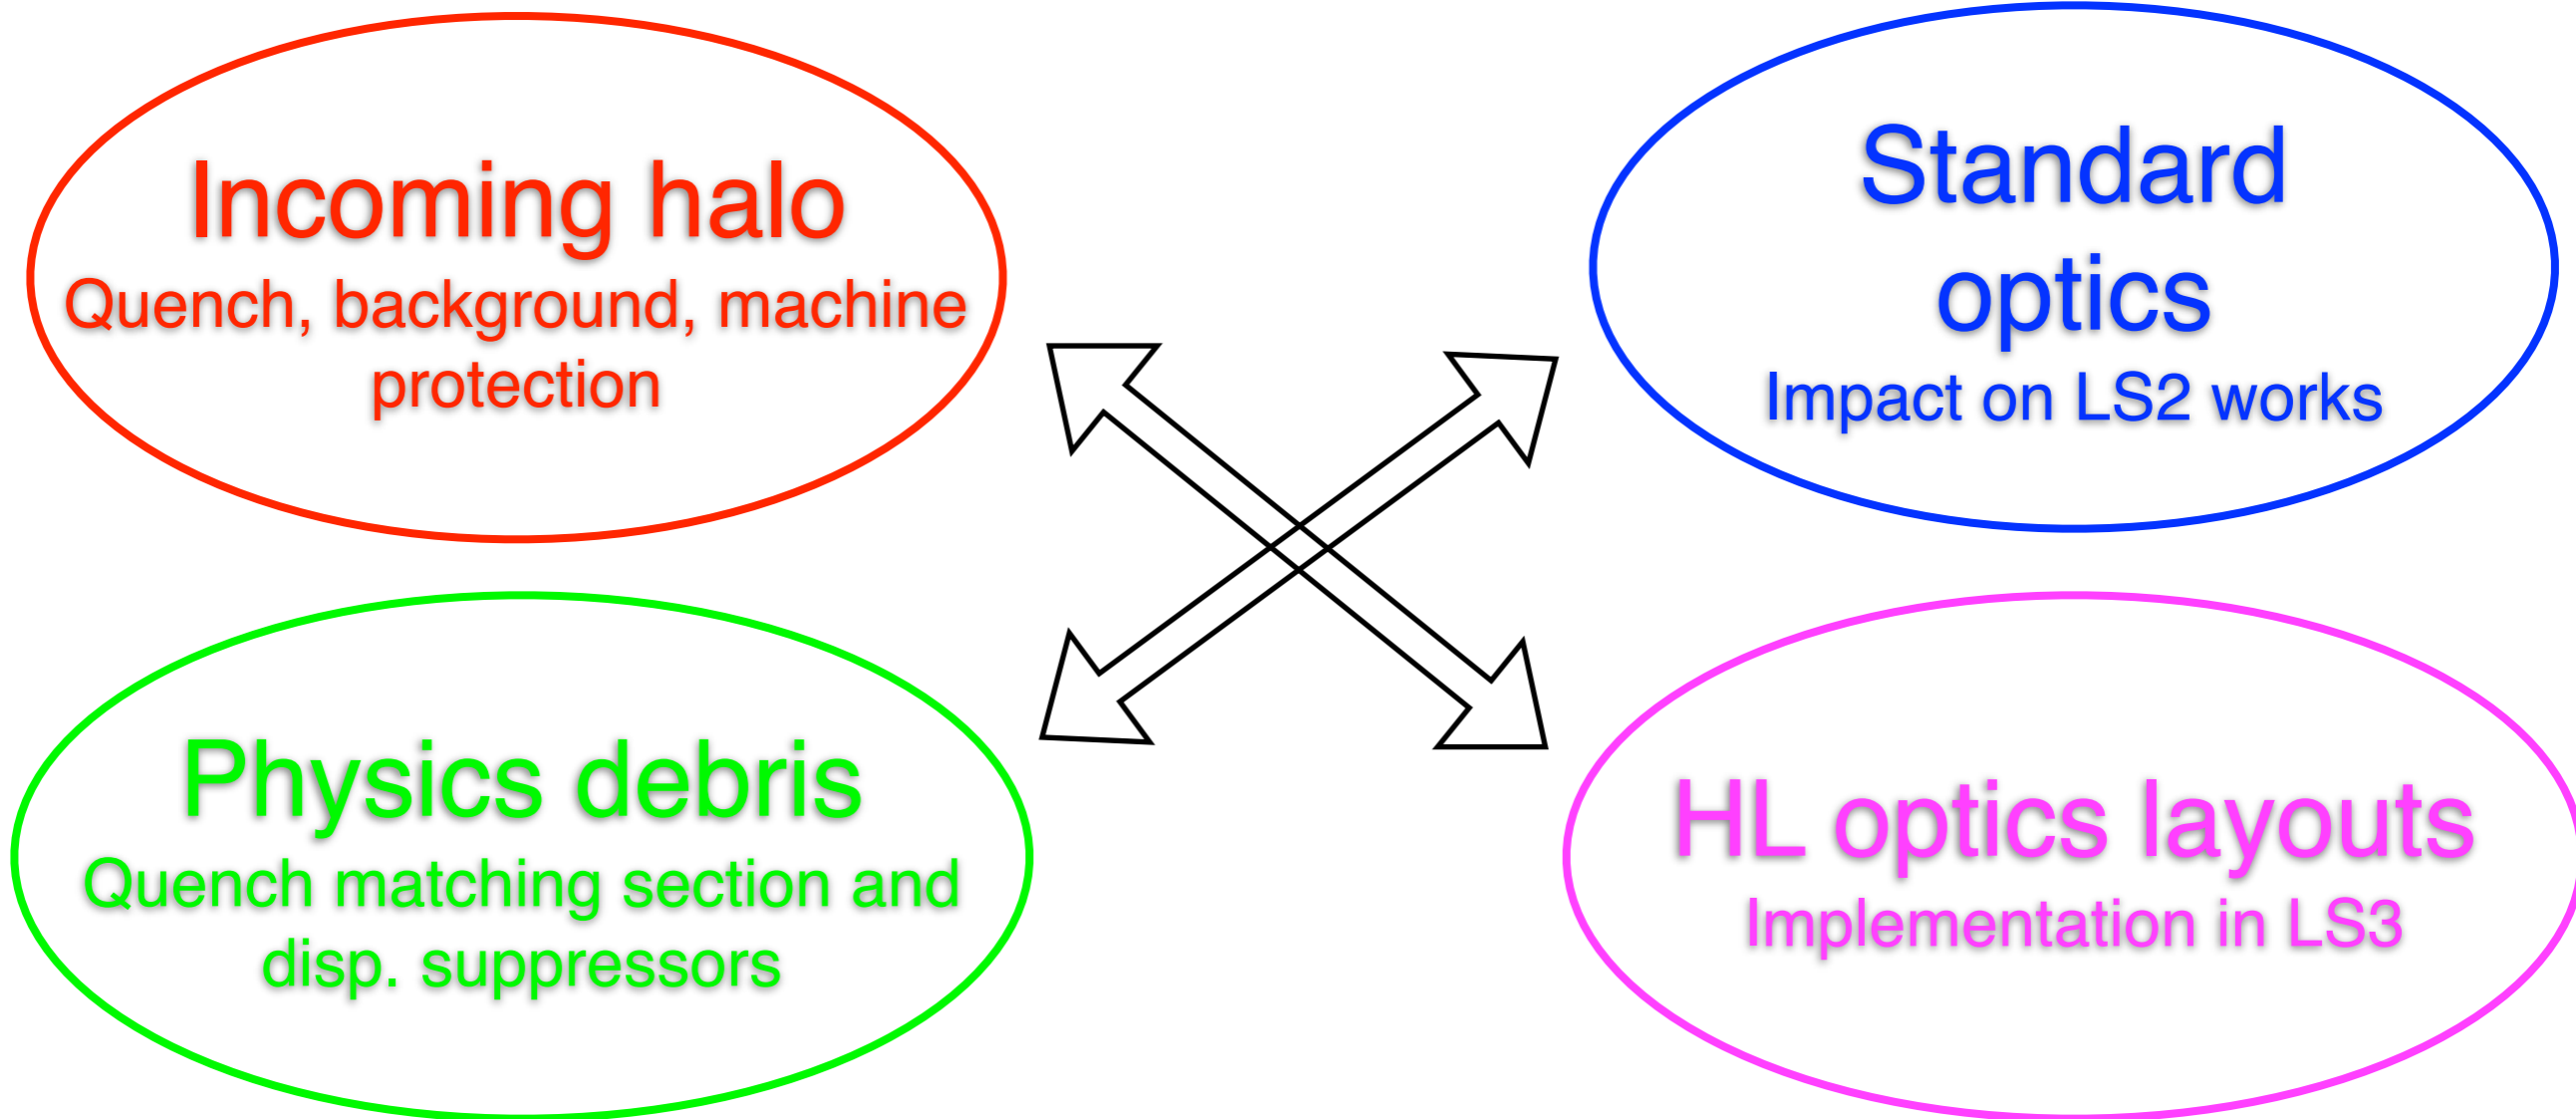 Incoming halo
Quench, background, machine
protection
Standard
optics
Impact on LS2 works
Physics debris
Quench matching section and
disp. suppressors
HL optics layouts
Implementation in LS3